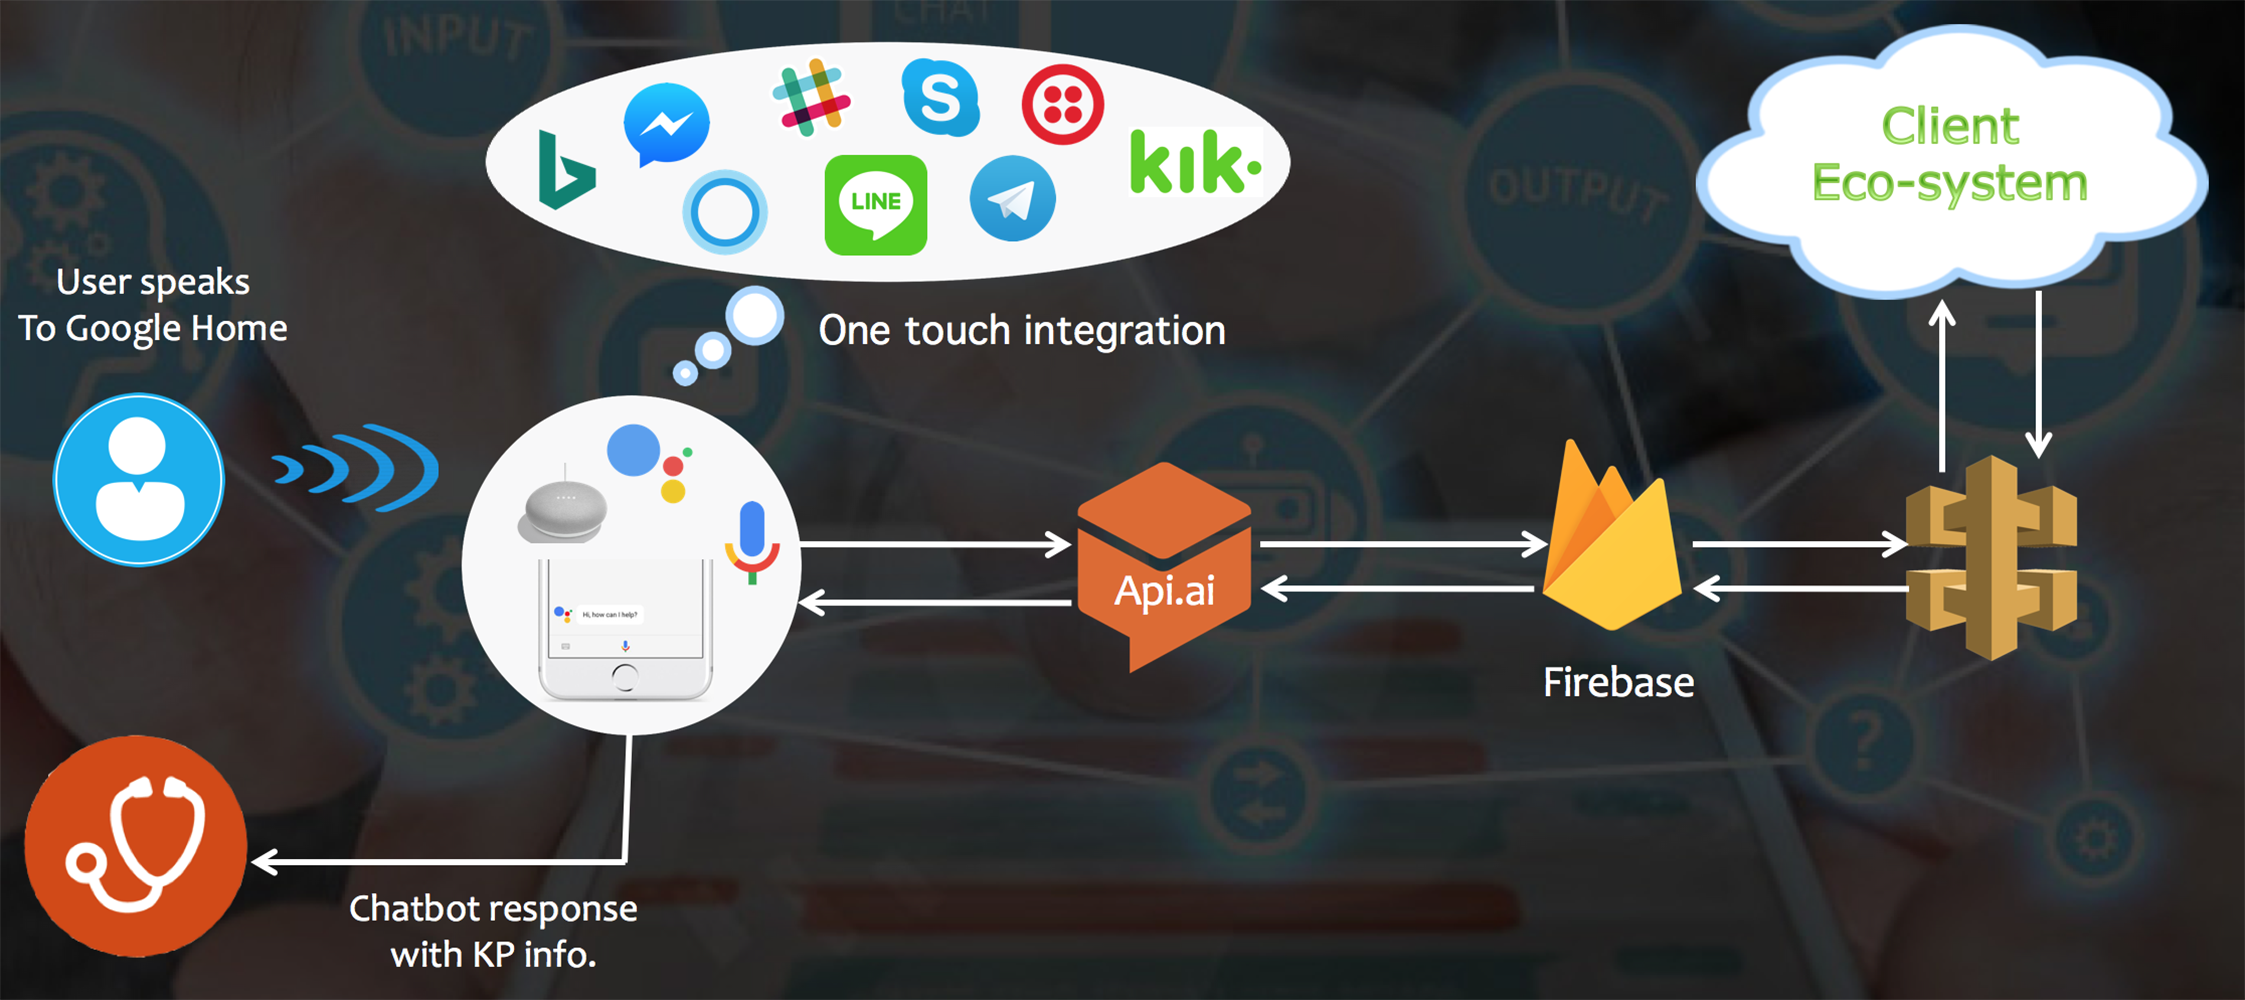 INPUT
CHAT
OUTPUT
S
LINE
kik.
Client
Eco-system
User speaks
To Google Home
One touch integration
Hi, how can I help?
Api.ai
Firebase
?
Chatbot response
with KP info.